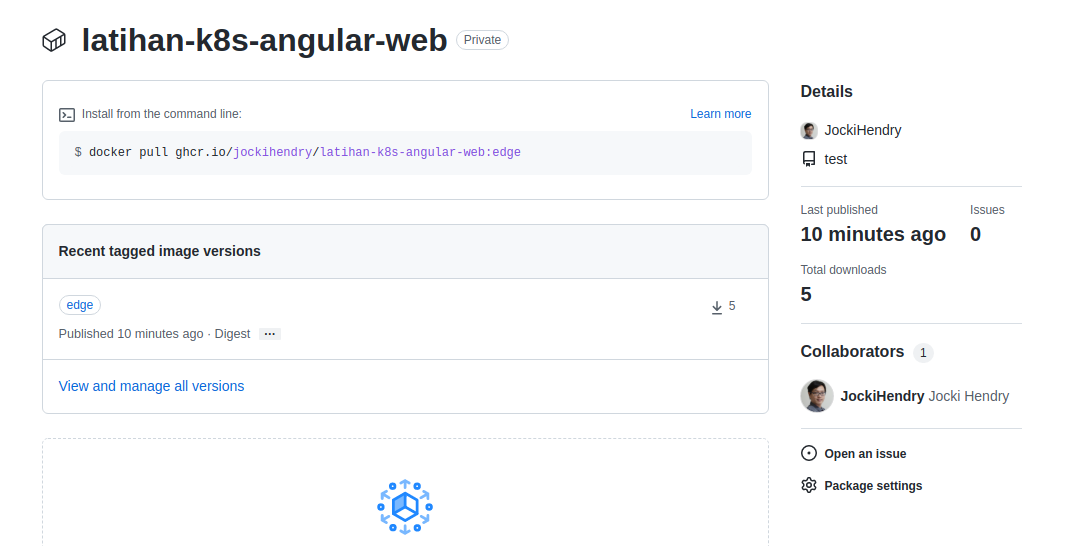 latihan-k8s-angular-web Private
Install from the command line: Learn more
$ docker pull ghcr.io/jockihendry/latihan-k8s-angular-web:edge
Recent tagged image versions
edge
5
Published 10 minutes ago · Digest ...
View and manage all versions
Details
JockiHendry
test
Last published Issues
10 minutes ago 0
Total downloads
5
Collaborators 1
JockiHendry Jocki Hendry
Open an issue
Package settings